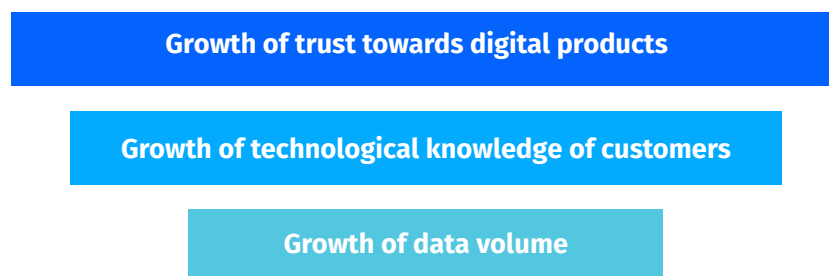 Growth of trust towards digital products
Growth of technological knowledge of customers
Growth of data volume